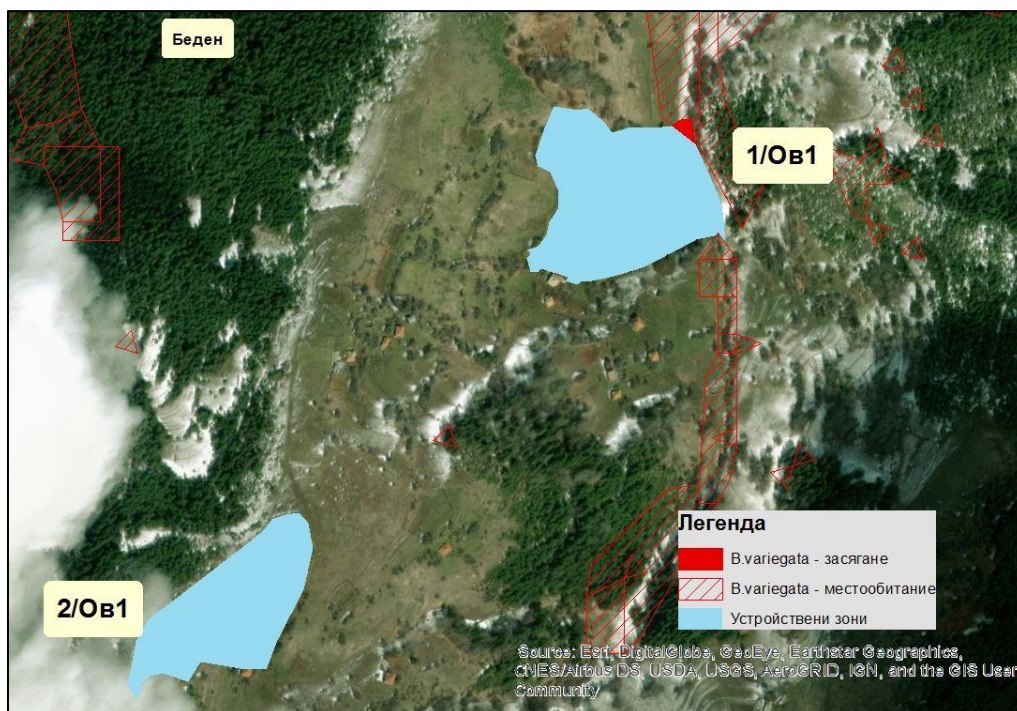 Беден
1/Ов1
2/Ов1
Легенда
B.variegata - засягане
B.variegata - местообитание
Устройствени зони
Source: Esri, DigitalGlobe, GeoEye, Earthstar Geographics,
CNES/Airbus DS, USDA, USGS, AeroGRID, IGN, and the GIS User
Community